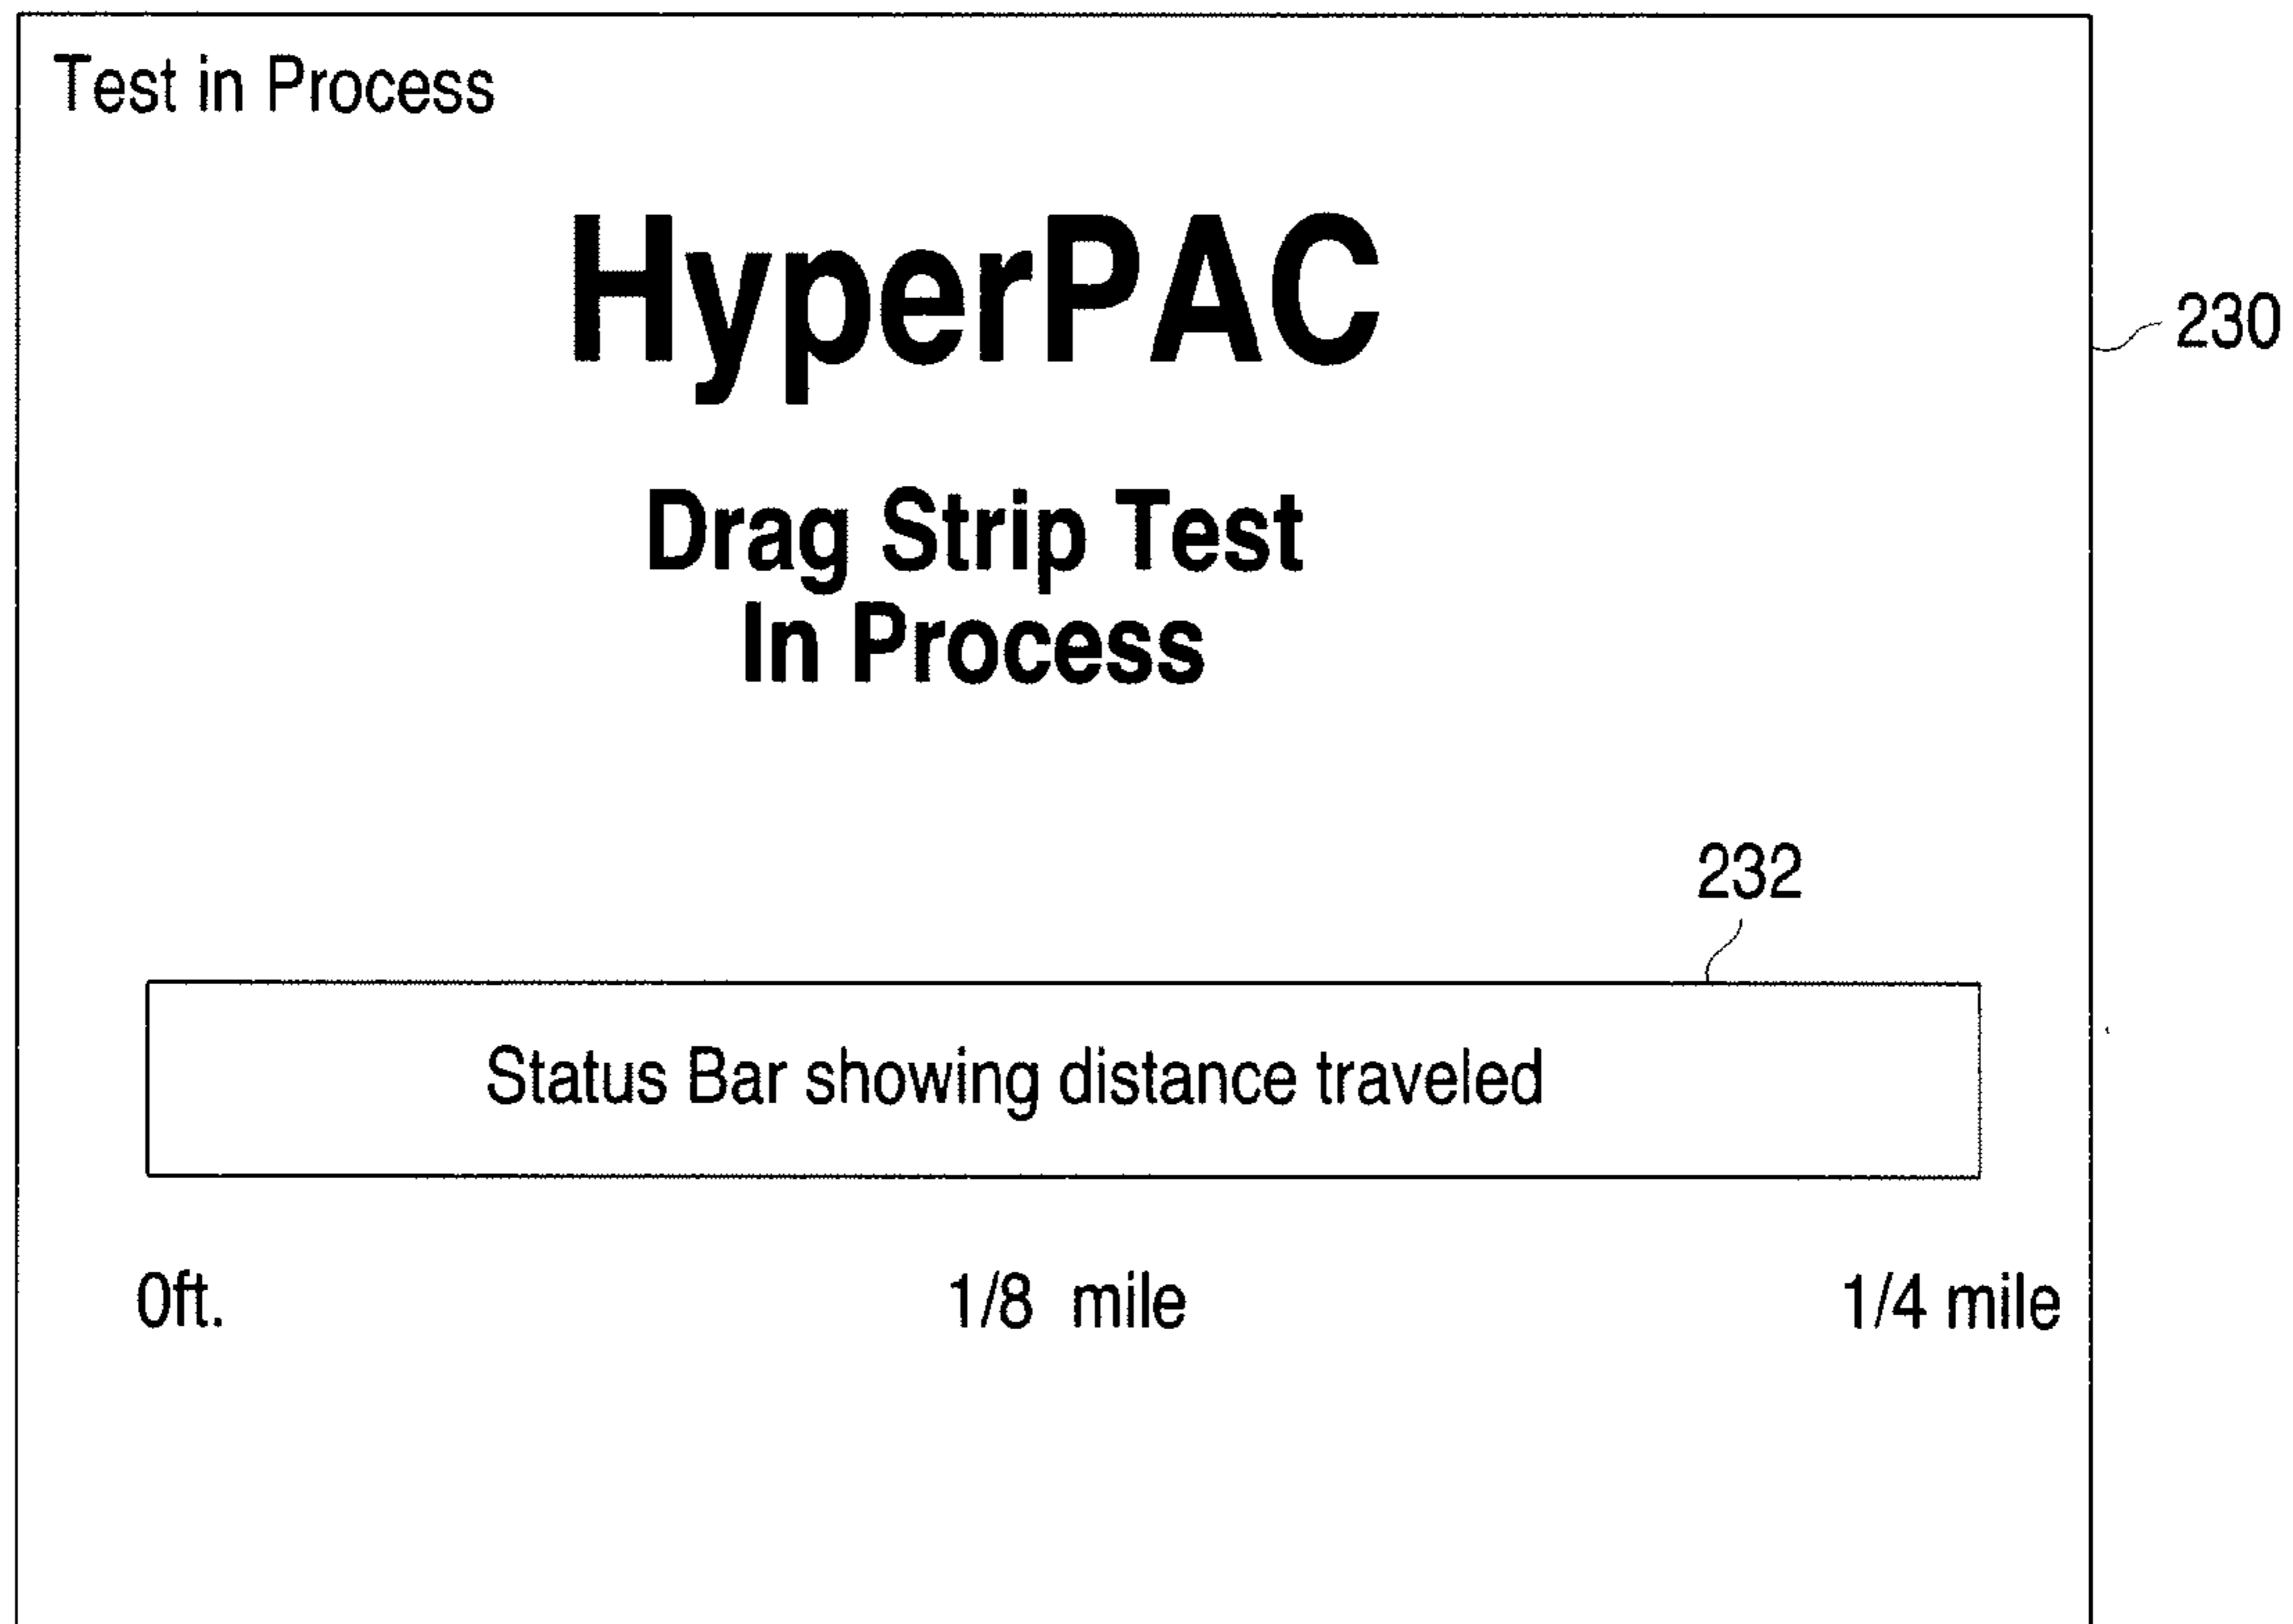 Test in Process
HyperPAC
230
Drag Strip Test
In Process
232
Status Bar showing distance traveled
0ft. 1/8 mile 1/4 mile